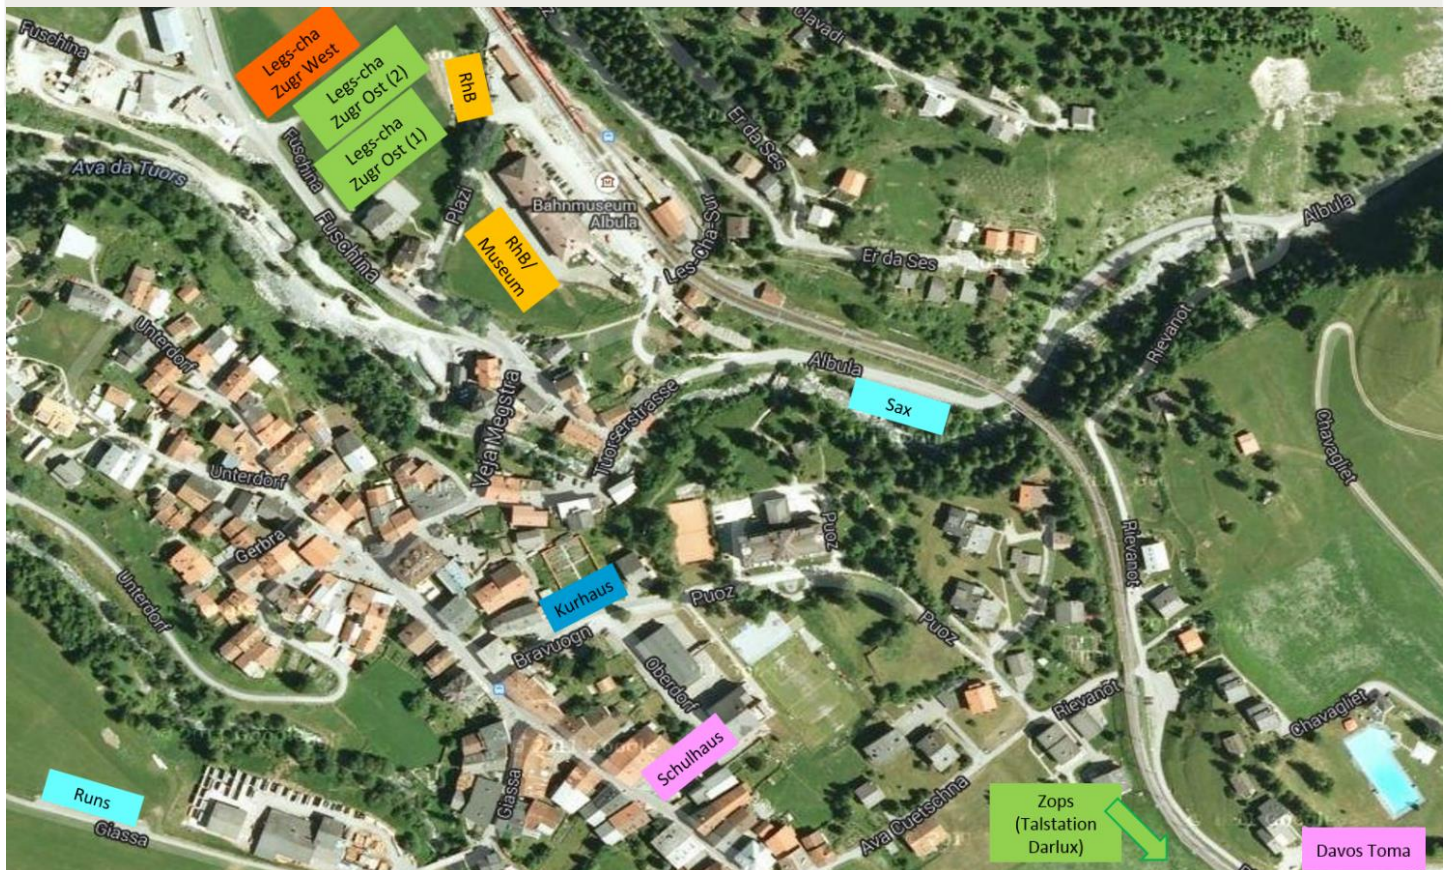 Fuschina
Legs-cha
Zugr West
Legs-cha
Zugr Ost (2)
Legs-cha
Zugr Ost (1)
RhB
Clavadi
Er da Ses
Fuschina
Ava da Tuors
Plazi
Bahnmuseum
Albula
Les-cha-Sur
Albula
Fuschina
RhB/
Museum
Er da Ses
Unterdorf
Rievanot
Albula
Sax
Tuorserstrasse
Veja Megstra
Chavagliet
Unterdorf
Gerbra
Puoz
Rievanot
Unterdorf
Kurhaus
Puoz
Puoz
Bravuogn
Oberdorf
Rievanot
Chavagliet
Schulhaus
Runs
Giassa
Giassa
Ava Cuetschna
Zops
(Talstation
Darlux)
Davos Toma